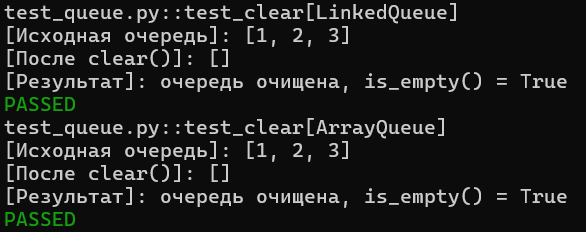 test_queue.py::test_clear[LinkedQueue]
[Исходная очередь]: [1, 2, 3]
[После clear()]: []
[Результат]: очередь очищена, is_empty() = True
PASSED
test_queue.py::test_clear[ArrayQueue]
[Исходная очередь]: [1, 2, 3]
[После clear()]: []
[Результат]: очередь очищена, is_empty() = True
PASSED